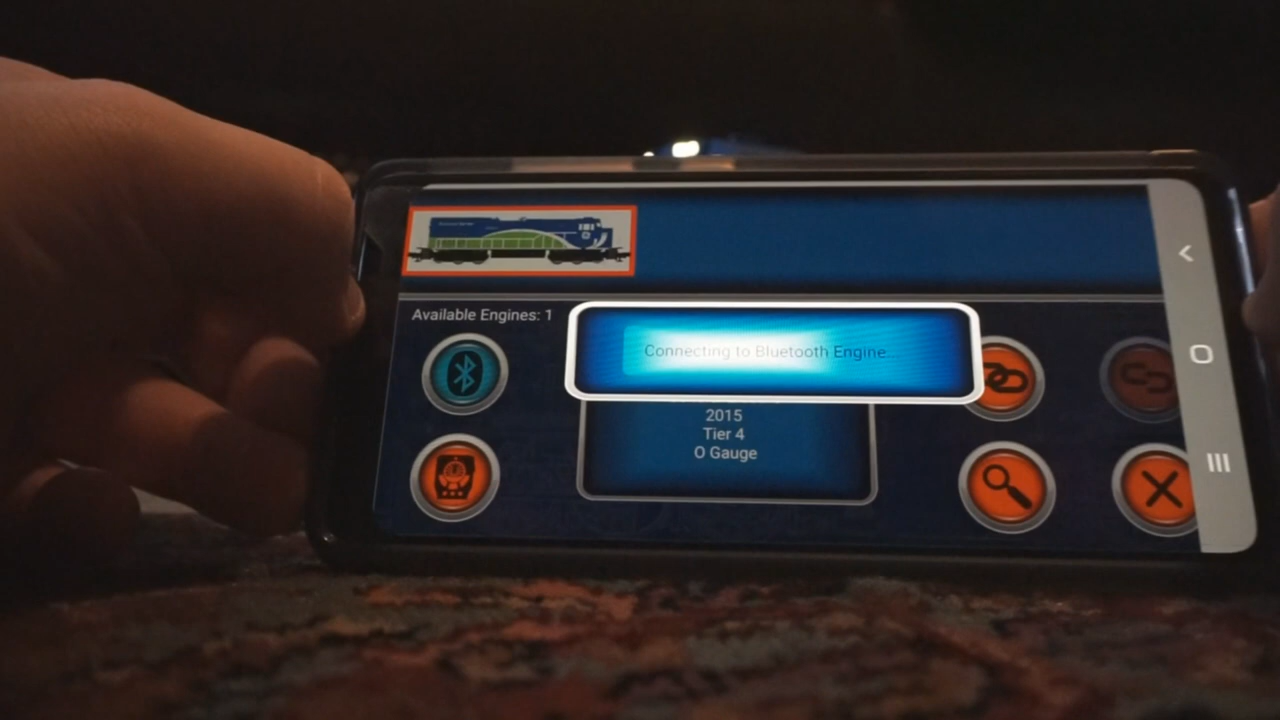 Available Engines: 1
Connecting to Bluetooth Engine..
2015
Tier 4
O Gauge